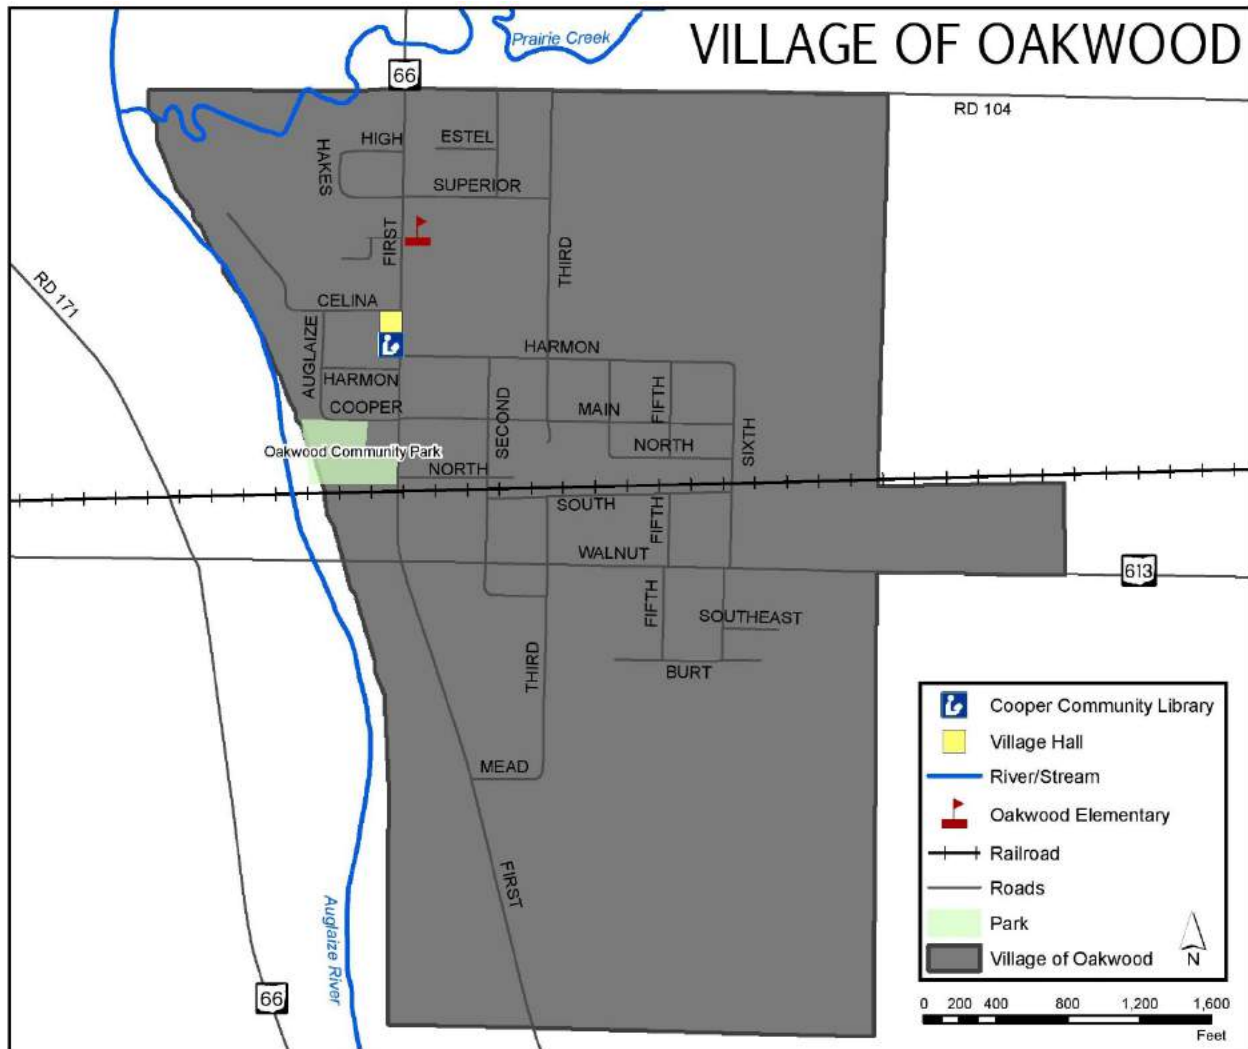 VILLAGE OF OAKWOOD
Prairie Creek
66
RD 104
HIGH
ESTEL
HAKES
SUPERIOR
FIRST
THIRD
RD 171
CELINA
AUGLAIZE
HARMON
HARMON
COOPER
MAIN
FIFTH
SECOND
SIXTH
Oakwood Community Park
NORTH
NORTH
SOUTH
FIFTH
WALNUT
613
FIFTH
SOUTHEAST
THIRD
BURT
MEAD
FIRST
Auglaize River
66
Cooper Community Library
Village Hall
River/Stream
Oakwood Elementary
Railroad
Roads
Park
Village of Oakwood
N
0 200 400 800 1,200 1,600
Feet